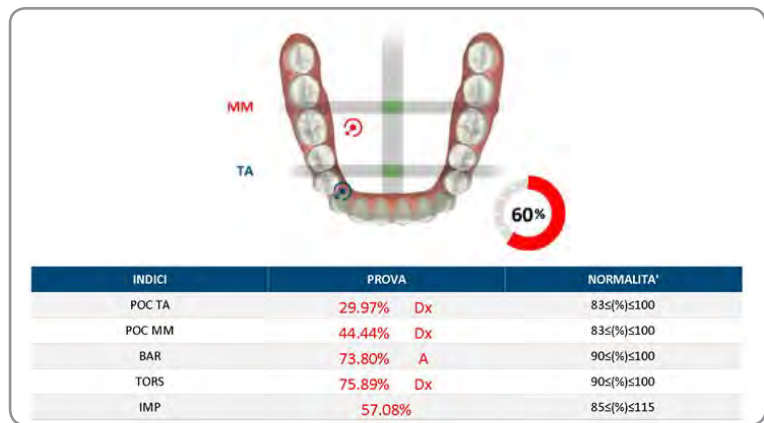 MM
TA
60%
INDICI PROVA NORMALITA'
POC TA 29.97% Dx 83≤(%)≤100
POC MM 44.44% Dx 83≤(%)≤100
BAR 73.80% A 90≤(%)≤100
TORS 75.89% Dx 90≤(%)≤100
IMP 57.08% 85≤(%)≤115